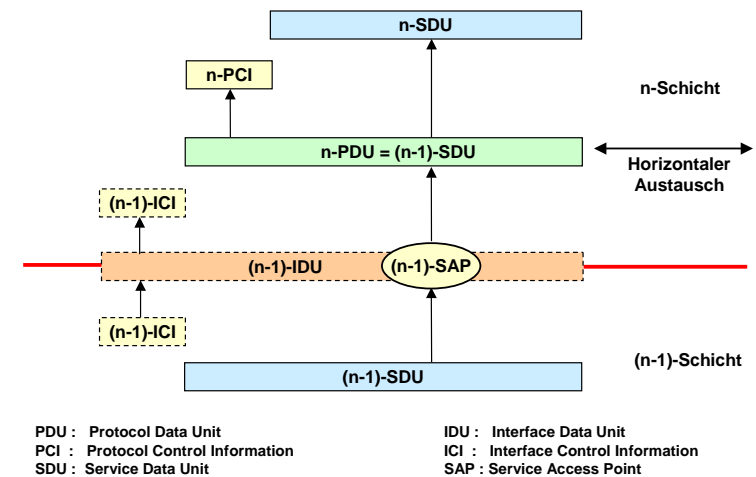 n-SDU
n-PCI
n-Schicht
n-PDU = (n-1)-SDU
Horizontaler
Austausch
(n-1)-ICI
(n-1)-IDU
(n-1)-SAP
(n-1)-ICI
(n-1)-Schicht
(n-1)-SDU
PDU : Protocol Data Unit
PCI : Protocol Control Information
SDU : Service Data Unit
IDU : Interface Data Unit
ICI : Interface Control Information
SAP : Service Access Point